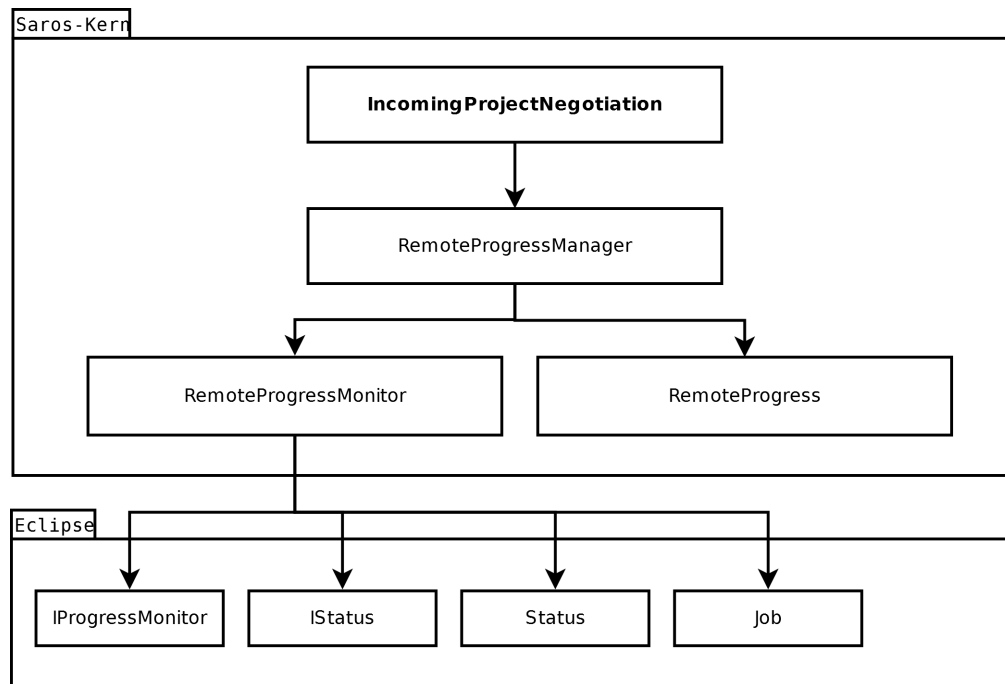 Saros-Kern
IncomingProjectNegotiation
RemoteProgressManager
RemoteProgressMonitor
RemoteProgress
Eclipse
IProgressMonitor
IStatus
Status
Job